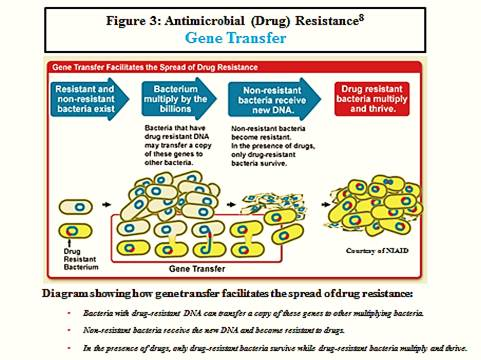 Figure 3: Antimicrobial (Drug) Resistance8
Gene Transfer
Gene Transfer Facilitates the Spread of Drug Resistance
Resistant and
non-resistant
bacteria exist
Bacterium
multiply by the
billions
Non-resistant
bacteria receive
new DNA.
Drug resistant
bacteria multiply
and thrive.
Bacteria that have
drug resistant DNA
may transfer a copy
of these genes to
other bacteria.
Non-resistant bacteria
become resistant.
In the presence of drugs,
only drug-resistant
bacteria survive.
Drug
Resistant
Bacterium
Gene Transfer
Courtesy of NIAID
Diagram showing how gene transfer facilitates the spread of drug resistance:
• Bacteria with drug-resistant DNA can transfer a copy of these genes to other multiplying bacteria.
• Non-resistant bacteria receive the new DNA and become resistant to drugs.
• In the presence of drugs, only drug-resistant bacteria survive while drug-resistant bacteria multiply and thrive.